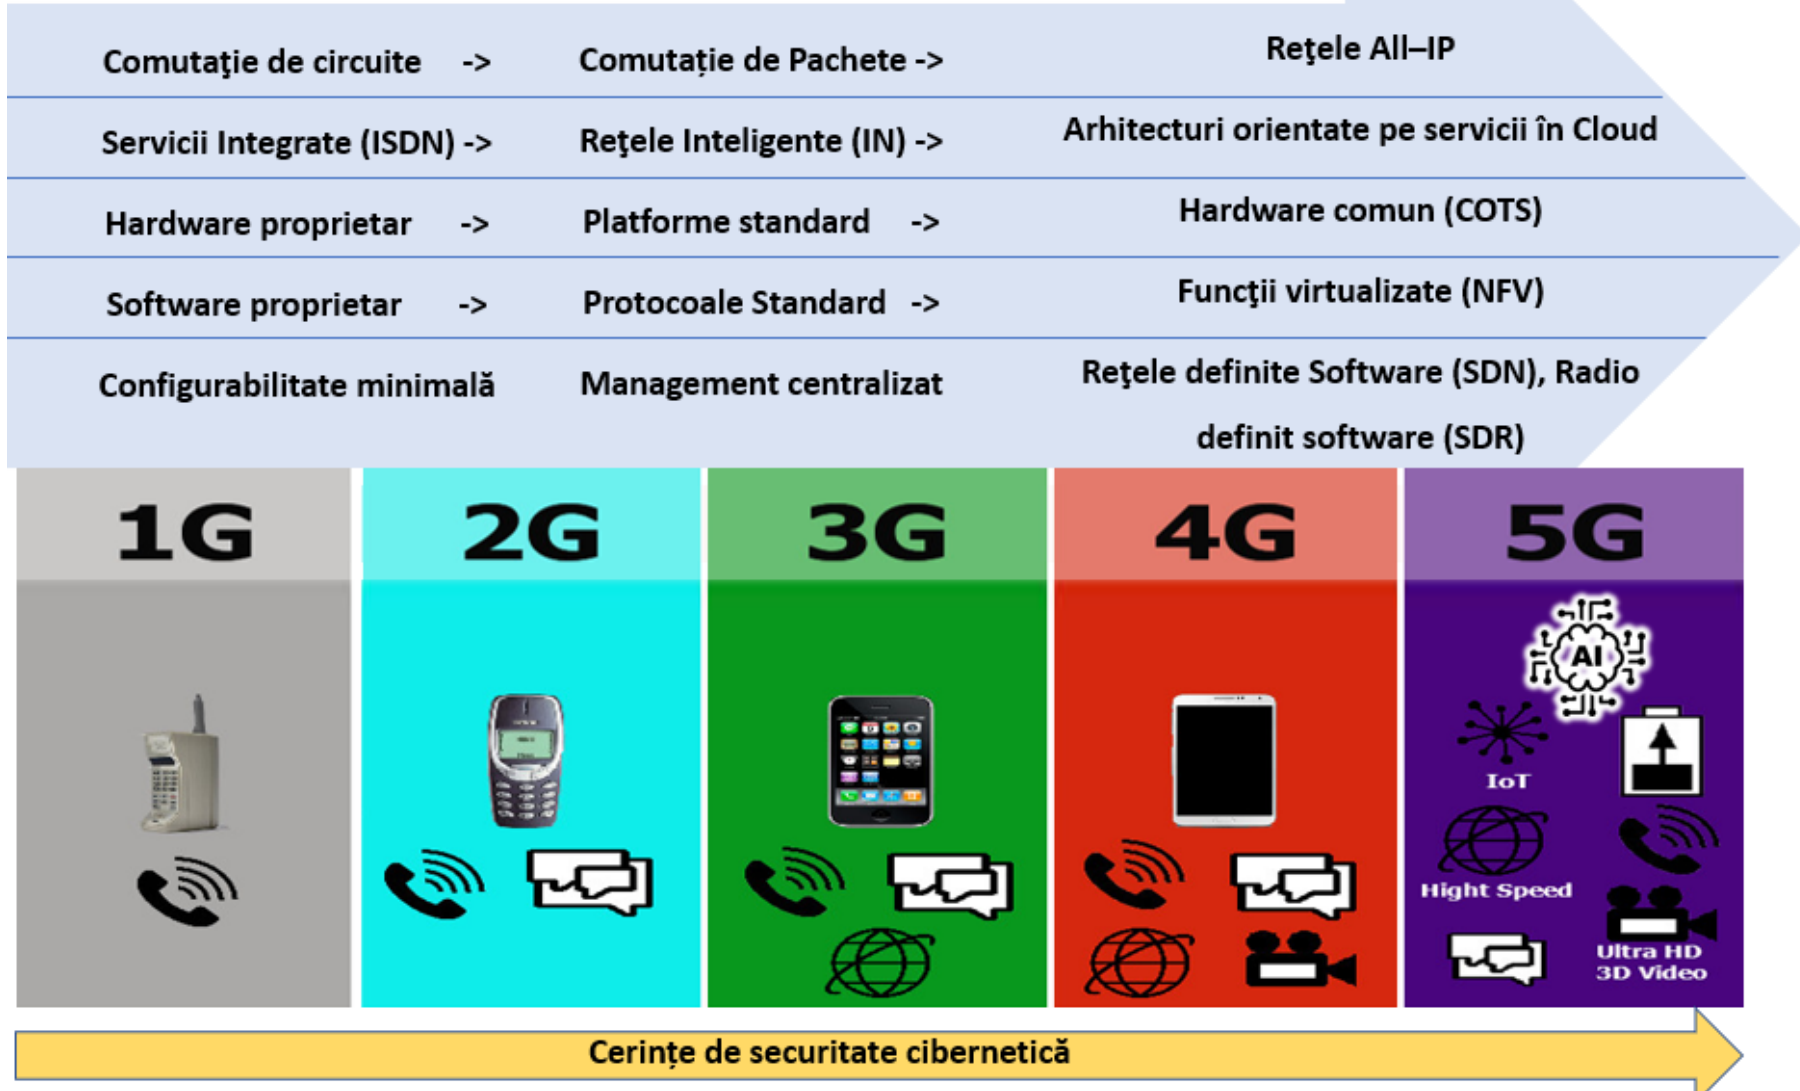 Comutaţie de circuite -> Comutație de Pachete -> Reţele All–IP
Servicii Integrate (ISDN) -> Reţele Inteligente (IN) -> Arhitecturi orientate pe servicii în Cloud
Hardware proprietar -> Platforme standard -> Hardware comun (COTS)
Software proprietar -> Protocoale Standard -> Funcţii virtualizate (NFV)
Configurabilitate minimală Management centralizat Reţele definite Software (SDN), Radio
definit software (SDR)
1G 2G 3G 4G 5G
AI
IoT
Hight Speed
Ultra HD
3D Video
Cerințe de securitate cibernetică